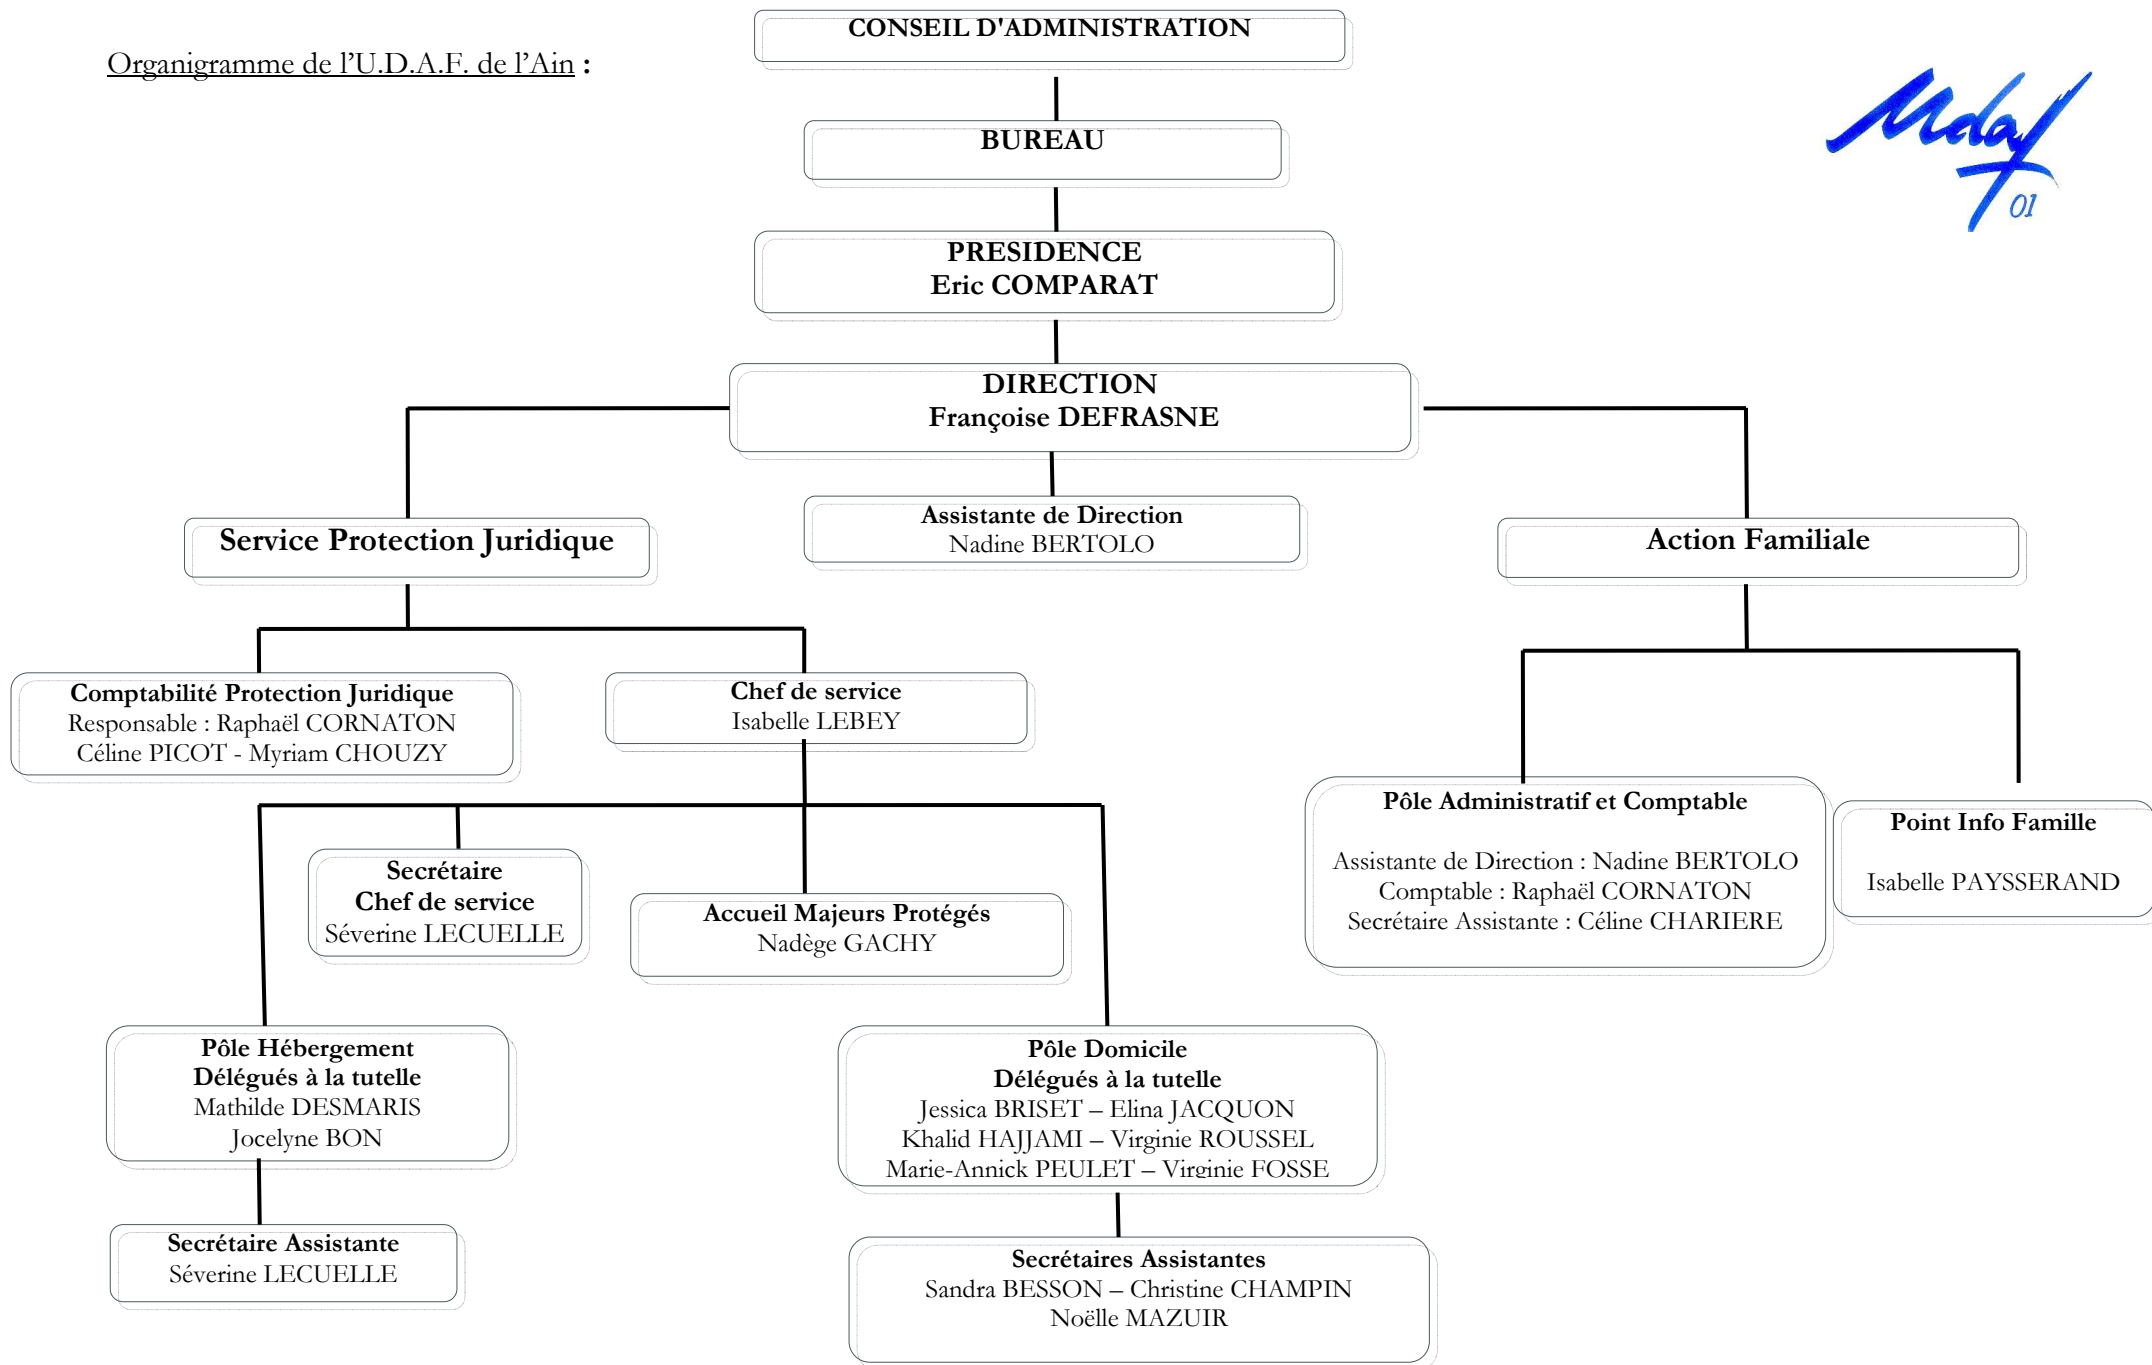 Organigramme de l'U.D.A.F. de l'Ain :
CONSEIL D'ADMINISTRATION
Udaf
01
BUREAU
PRESIDENCE
Eric COMPARAT
DIRECTION
Françoise DEFRASNE
Assistante de Direction
Nadine BERTOLO
Service Protection Juridique
Action Familiale
Comptabilité Protection Juridique
Responsable : Raphaël CORNATON
Céline PICOT - Myriam CHOUZY
Chef de service
Isabelle LEBEY
Pôle Administratif et Comptable
Assistante de Direction : Nadine BERTOLO
Comptable : Raphaël CORNATON
Secrétaire Assistante : Céline CHARIERE
Point Info Famille
Isabelle PAYSSERAND
Secrétaire
Chef de service
Séverine LECUELLE
Accueil Majeurs Protégés
Nadège GACHY
Pôle Hébergement
Délégués à la tutelle
Mathilde DESMARIS
Jocelyne BON
Pôle Domicile
Délégués à la tutelle
Jessica BRISET – Elina JACQUON
Khalid HAJJAMI – Virginie ROUSSEL
Marie-Annick PEULET – Virginie FOSSE
Secrétaire Assistante
Séverine LECUELLE
Secrétaires Assistantes
Sandra BESSON – Christine CHAMPIN
Noëlle MAZUIR